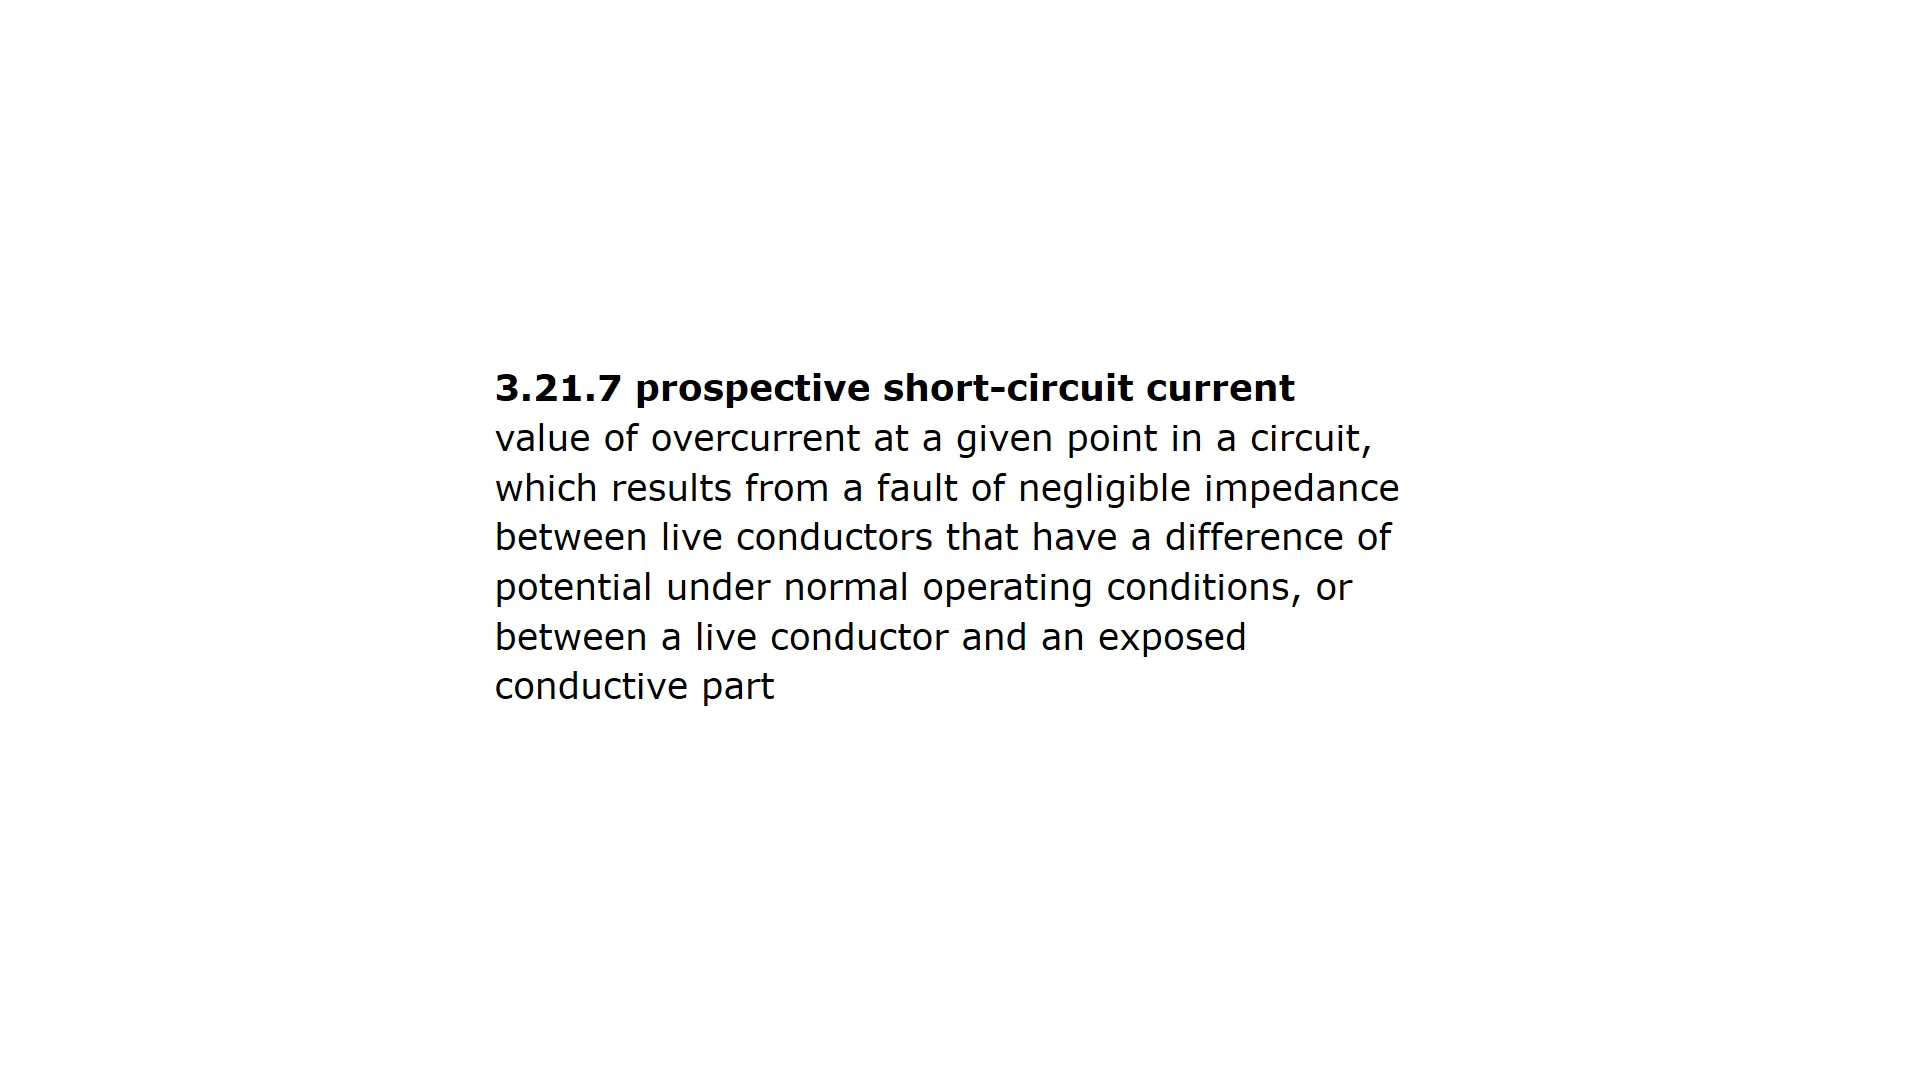 3.21.7 prospective short-circuit current
value of overcurrent at a given point in a circuit,
which results from a fault of negligible impedance
between live conductors that have a difference of
potential under normal operating conditions, or
between a live conductor and an exposed
conductive part